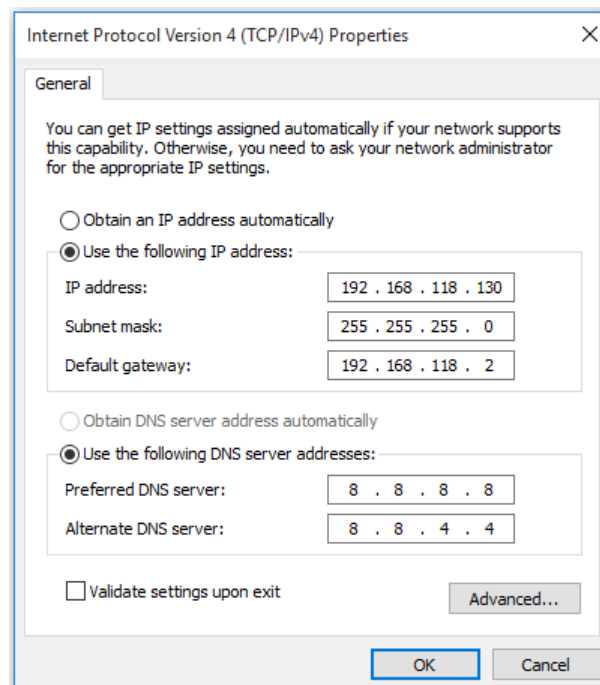 Internet Protocol Version 4 (TCP/IPv4) Properties
General
You can get IP settings assigned automatically if your network supports
this capability. Otherwise, you need to ask your network administrator
for the appropriate IP settings.
Obtain an IP address automatically
Use the following IP address:
IP address: 192 . 168 . 118 . 130
Subnet mask: 255 . 255 . 255 . 0
Default gateway: 192 . 168 . 118 . 2
Obtain DNS server address automatically
Use the following DNS server addresses:
Preferred DNS server: 8 . 8 . 8 . 8
Alternate DNS server: 8 . 8 . 4 . 4
Validate settings upon exit
Advanced...
OK Cancel